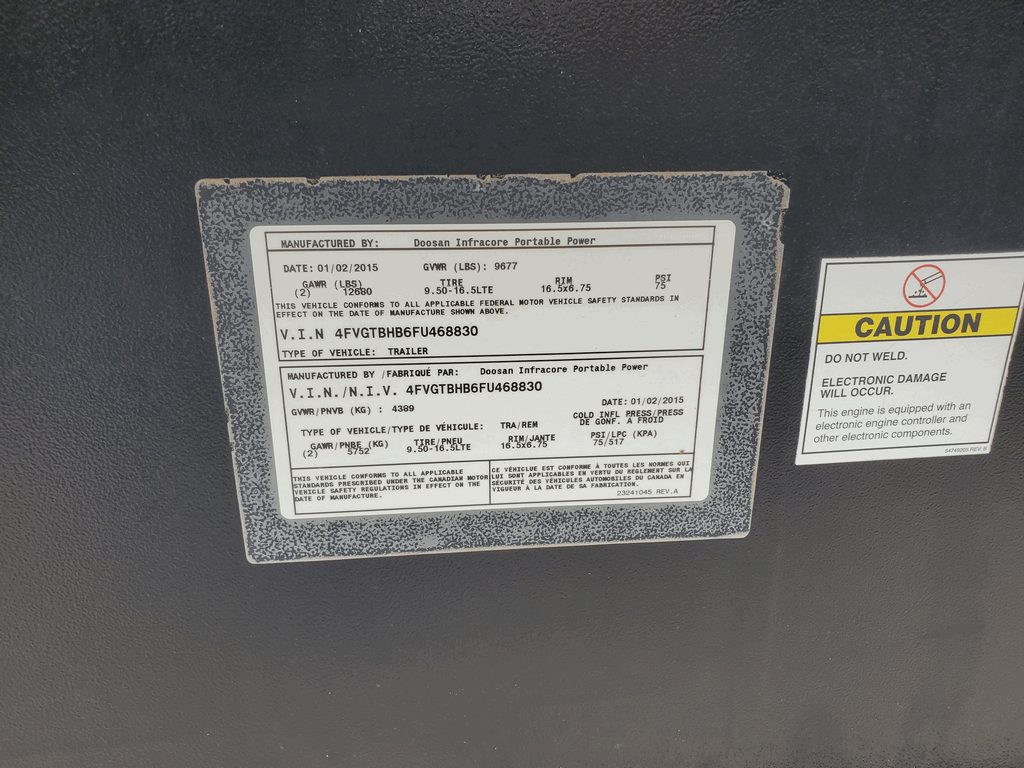 MANUFACTURED BY: Doosan Infracore Portable Power
DATE: 01/02/2015 GVWR (LBS): 9677
GAWR (LBS) TIRE RIM PSI
(2) 12680 9.50-16.5LTE 16.5x6.75 75
THIS VEHICLE CONFORMS TO ALL APPLICABLE FEDERAL MOTOR VEHICLE SAFETY STANDARDS IN
EFFECT ON THE DATE OF MANUFACTURE SHOWN ABOVE.
V.I.N 4FVGTBHB6FU468830
TYPE OF VEHICLE: TRAILER
MANUFACTURED BY /FABRIQUÉ PAR: Doosan Infracore Portable Power
V.I.N./N.I.V. 4FVGTBHB6FU468830
GVWR/PNVB (KG) : 4389 DATE: 01/02/2015
TYPE OF VEHICLE/TYPE DE VÉHICULE: TRA/REM COLD INFL PRESS/PRESS
DE GONF. A FROID
GAWR/PNBE (KG) TIRE/PNEU RIM/JANTE PSI/LPC (KPA)
(2) 5752 9.50-16.5LTE 16.5x6.75 75/517
THIS VEHICLE CONFORMS TO ALL APPLICABLE
STANDARDS PRESCRIBED UNDER THE CANADIAN MOTOR
VEHICLE SAFETY REGULATIONS IN EFFECT ON THE
DATE OF MANUFACTURE.
CE VÉHICLUE EST CONFORME À TOUTES LES NORMES QUI
LUI SONT APPLICABLES EN VERTU DU REGLEMENT SUR LA
SÉCURITÉ DES VÉHICULES AUTOMOBILES DU CANADA EN
VIGUEUR À LA DATE DE SA FABRICATION.
23241045 REV.A
CAUTION
DO NOT WELD.
ELECTRONIC DAMAGE
WILL OCCUR.
This engine is equipped with an
electronic engine controller and
other electronic components.
54749205 REV. B